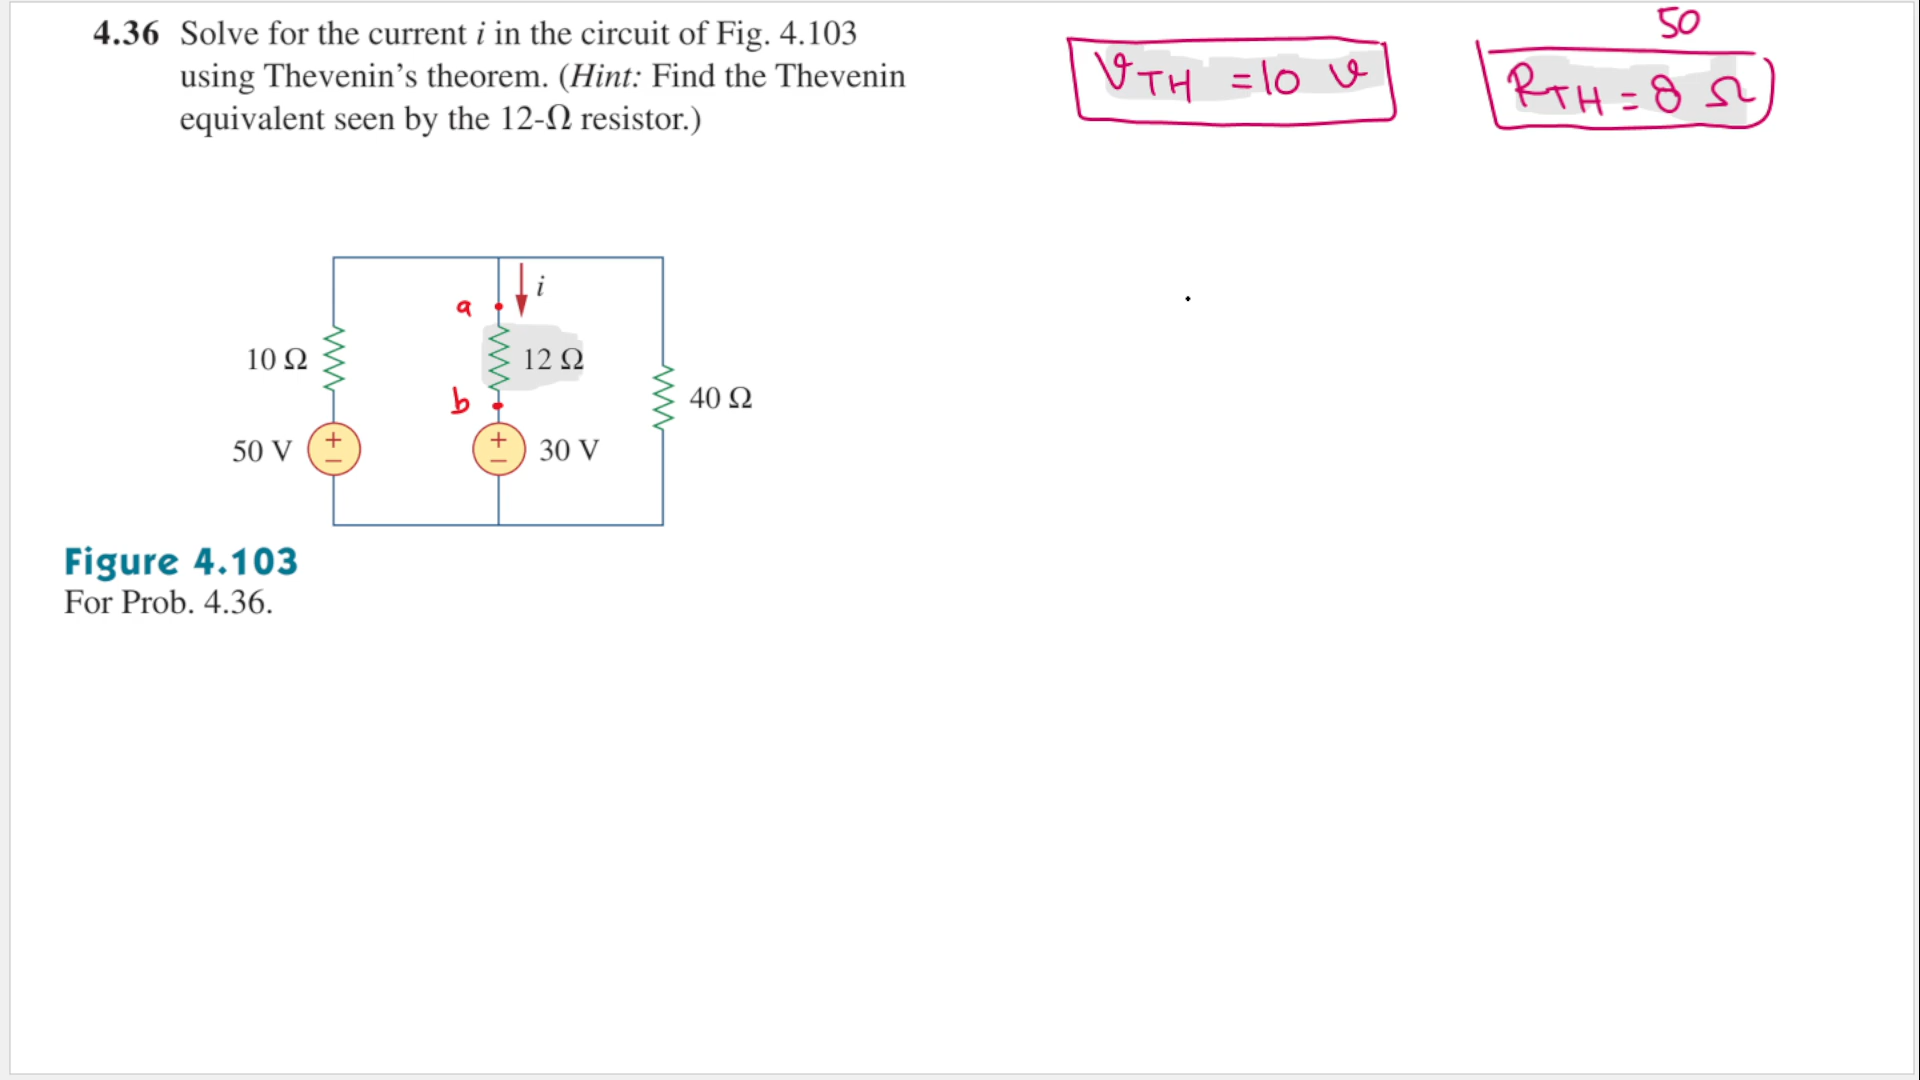 4.36 Solve for the current i in the circuit of Fig. 4.103
using Thevenin's theorem. (Hint: Find the Thevenin
equivalent seen by the 12-Ω resistor.)
V_TH = 10 V
50
R_TH = 8 Ω
i
a
10 Ω
12 Ω
b
40 Ω
50 V
+
−
+
−
30 V
Figure 4.103
For Prob. 4.36.